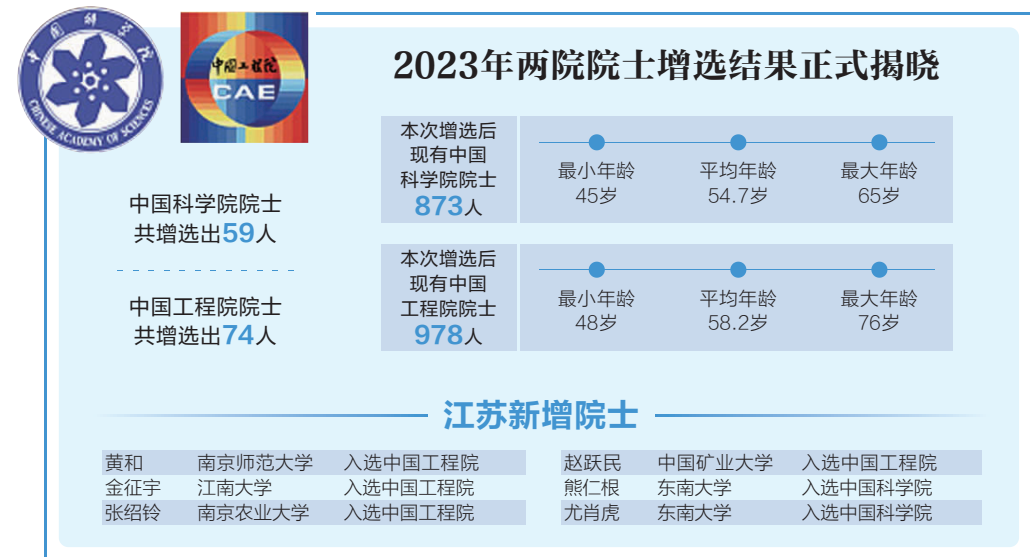 中国科学院
CHINESE ACADEMY OF SCIENCES
中国工程院
CAE
2023年两院院士增选结果正式揭晓
中国科学院院士
共增选出59人
中国工程院院士
共增选出74人
本次增选后
现有中国
科学院院士
873人
最小年龄
45岁
平均年龄
54.7岁
最大年龄
65岁
本次增选后
现有中国
工程院院士
978人
最小年龄
48岁
平均年龄
58.2岁
最大年龄
76岁
江苏新增院士
黄和 南京师范大学 入选中国工程院
金征宇 江南大学 入选中国工程院
张绍铃 南京农业大学 入选中国工程院
赵跃民 中国矿业大学 入选中国工程院
熊仁根 东南大学 入选中国科学院
尤肖虎 东南大学 入选中国科学院